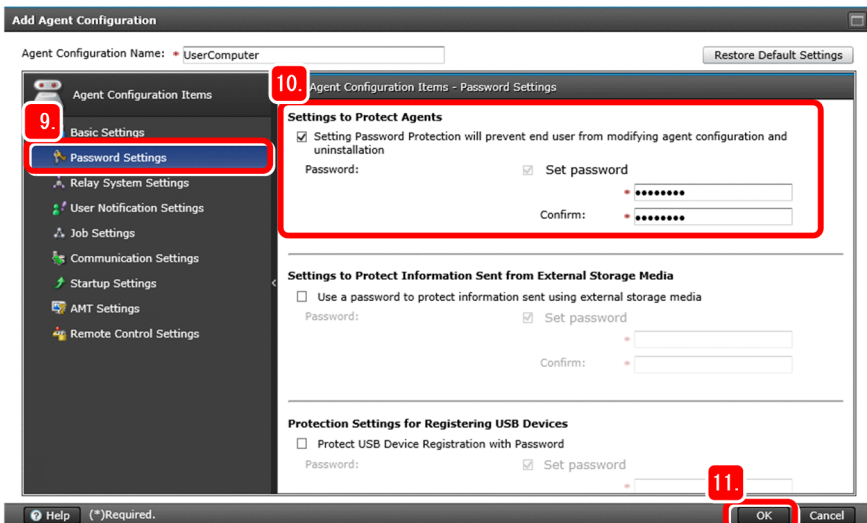 Add Agent Configuration
Agent Configuration Name: * UserComputer
Restore Default Settings
Agent Configuration Items
9.
Basic Settings
Password Settings
Relay System Settings
User Notification Settings
Job Settings
Communication Settings
Startup Settings
AMT Settings
Remote Control Settings
10.
Agent Configuration Items - Password Settings
Settings to Protect Agents
Setting Password Protection will prevent end user from modifying agent configuration and
uninstallation
Password: Set password
* ••••••••
Confirm: * ••••••••
Settings to Protect Information Sent from External Storage Media
Use a password to protect information sent using external storage media
Password: Set password
*
Confirm: *
Protection Settings for Registering USB Devices
Protect USB Device Registration with Password
Password: Set password
*
11.
Help (*)Required. OK Cancel